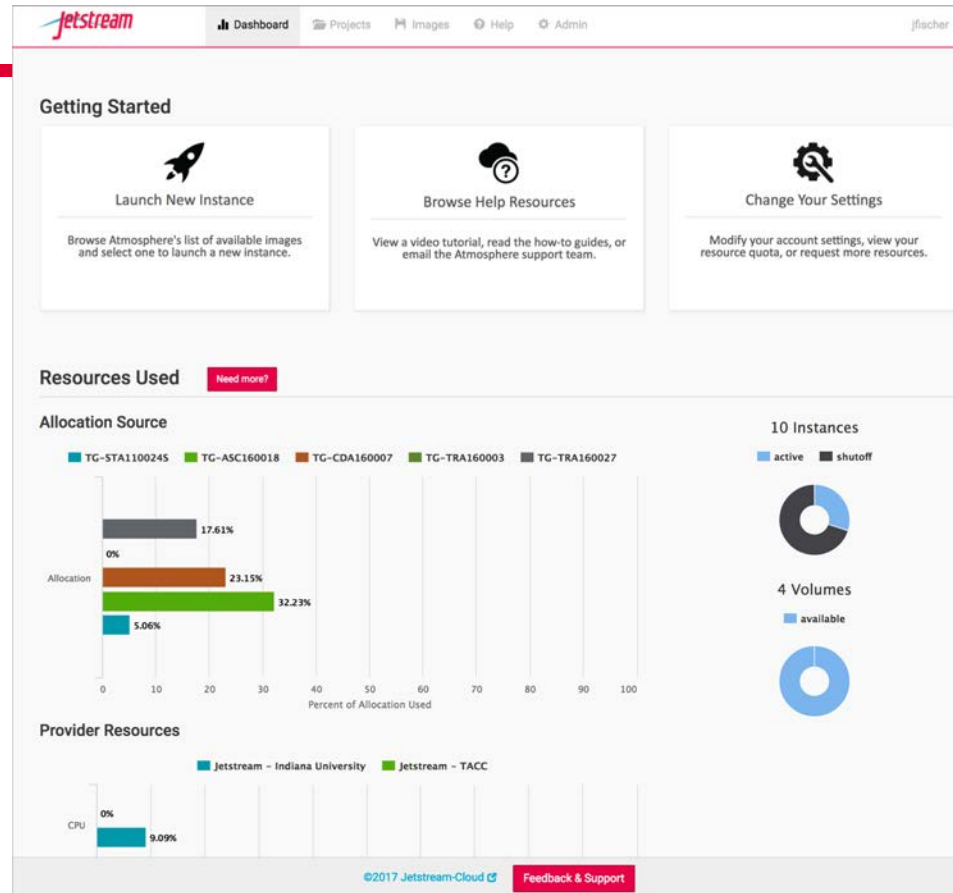 Jetstream
Dashboard Projects Images Help Admin jfischer
Getting Started
Launch New Instance
Browse Atmosphere's list of available images
and select one to launch a new instance.
Browse Help Resources
View a video tutorial, read the how-to guides, or
email the Atmosphere support team.
Change Your Settings
Modify your account settings, view your
resource quota, or request more resources.
Resources Used Need more?
Allocation Source
TG-STA110024S TG-ASC160018 TG-CDA160007 TG-TRA160003 TG-TRA160027
17.61%
0%
Allocation 23.15%
32.23%
5.06%
0 10 20 30 40 50 60 70 80 90 100
Percent of Allocation Used
10 Instances
active shutoff
4 Volumes
available
Provider Resources
Jetstream - Indiana University Jetstream - TACC
0%
CPU
9.09%
©2017 Jetstream-Cloud Feedback & Support